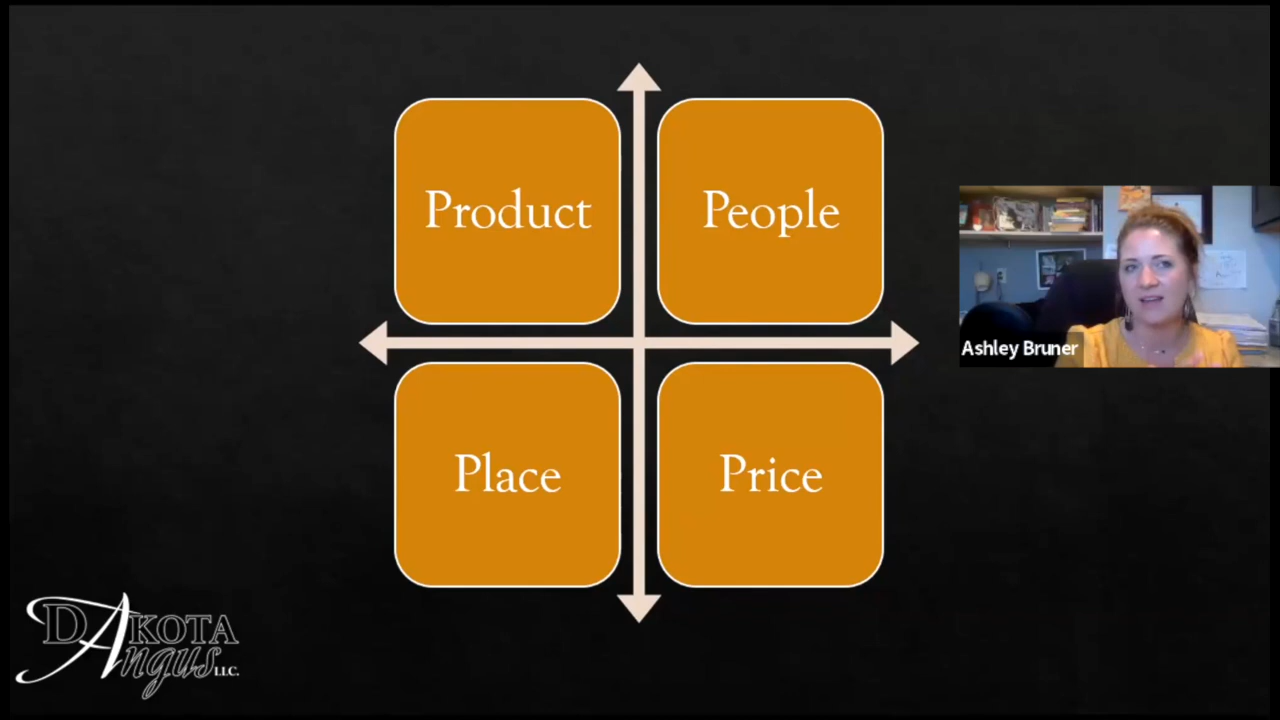 Product
People
Place
Price
Ashley Bruner
DAKOTA
Angus LLC.